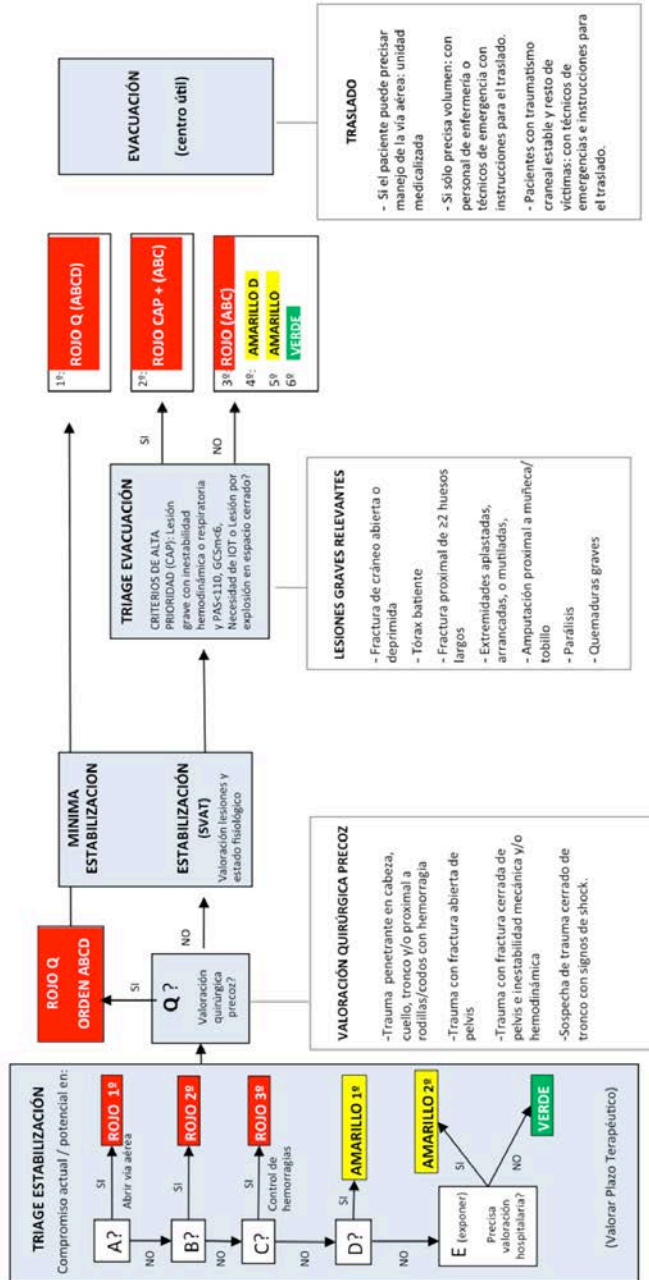 TRIAGE ESTABILIZACIÓN
Compromiso actual / potencial en:
A?
SI
ROJO 1º
Abrir vía aérea
NO
B?
SI
ROJO 2º
NO
C?
SI
ROJO 3º
Control de
hemorragias
NO
D?
SI
AMARILLO 1º
NO
E (exponer)
Precisa
valoración
hospitalaria?
SI
AMARILLO 2º
NO
VERDE
(Valorar Plazo Terapéutico)
ROJO Q
ORDEN ABCD
SI
Q ?
Valoración
quirúrgica
precoz?
NO
VALORACIÓN QUIRÚRGICA PRECOZ
-Trauma penetrante en cabeza,
cuello, tronco y/o proximal a
rodillas/codos con hemorragia
-Trauma con fractura abierta de
pelvis
-Trauma con fractura cerrada de
pelvis e inestabilidad mecánica y/o
hemodinámica
-Sospecha de trauma cerrado de
tronco con signos de shock.
MINIMA
ESTABILIZACION
ESTABILIZACIÓN
(SVAT)
Valoración lesiones y
estado fisiológico
TRIAGE EVACUACIÓN
CRITERIOS DE ALTA
PRIORIDAD (CAP): Lesión
grave con inestabilidad
hemodinámica o respiratoria
y PAS<110, GCSm<6,
Necesidad de IOT o Lesión por
explosión en espacio cerrado?
SI
NO
LESIONES GRAVES RELEVANTES
- Fractura de cráneo abierta o
deprimida
- Tórax batiente
- Fractura proximal de ≥2 huesos
largos
- Extremidades aplastadas,
arrancadas, o mutiladas,
- Amputación proximal a muñeca/
tobillo
- Parálisis
- Quemaduras graves
1º: ROJO Q (ABCD)
2º: ROJO CAP + (ABC)
3º: ROJO (ABC)
4º: AMARILLO D
5º AMARILLO
6º VERDE
EVACUACIÓN
(centro útil)
TRASLADO
- Si el paciente puede precisar
manejo de la vía aérea: unidad
medicalizada
- Si sólo precisa volumen: con
personal de enfermería o
técnicos de emergencia con
instrucciones para el traslado.
- Pacientes con traumatismo
craneal estable y resto de
víctimas: con técnicos de
emergencias e instrucciones para
el traslado.